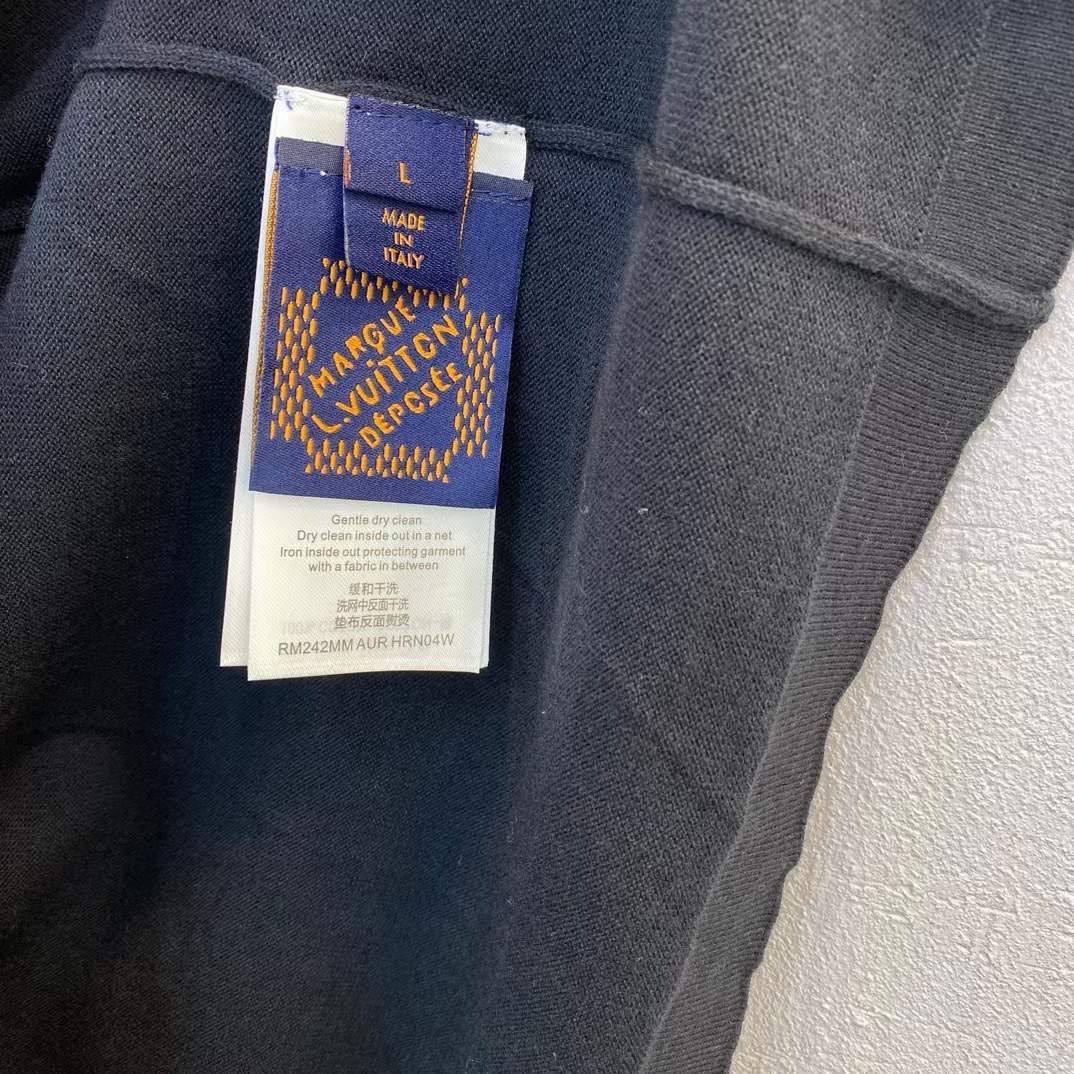 L
MADE
IN
ITALY
MARQUE
L.VUITTON
DÉPOSÉE
Gentle dry clean
Dry clean inside out in a net
Iron inside out protecting garment
with a fabric in between
缓和干洗
洗网中反面干洗
垫布反面熨烫
RM242MM AUR HRN04W